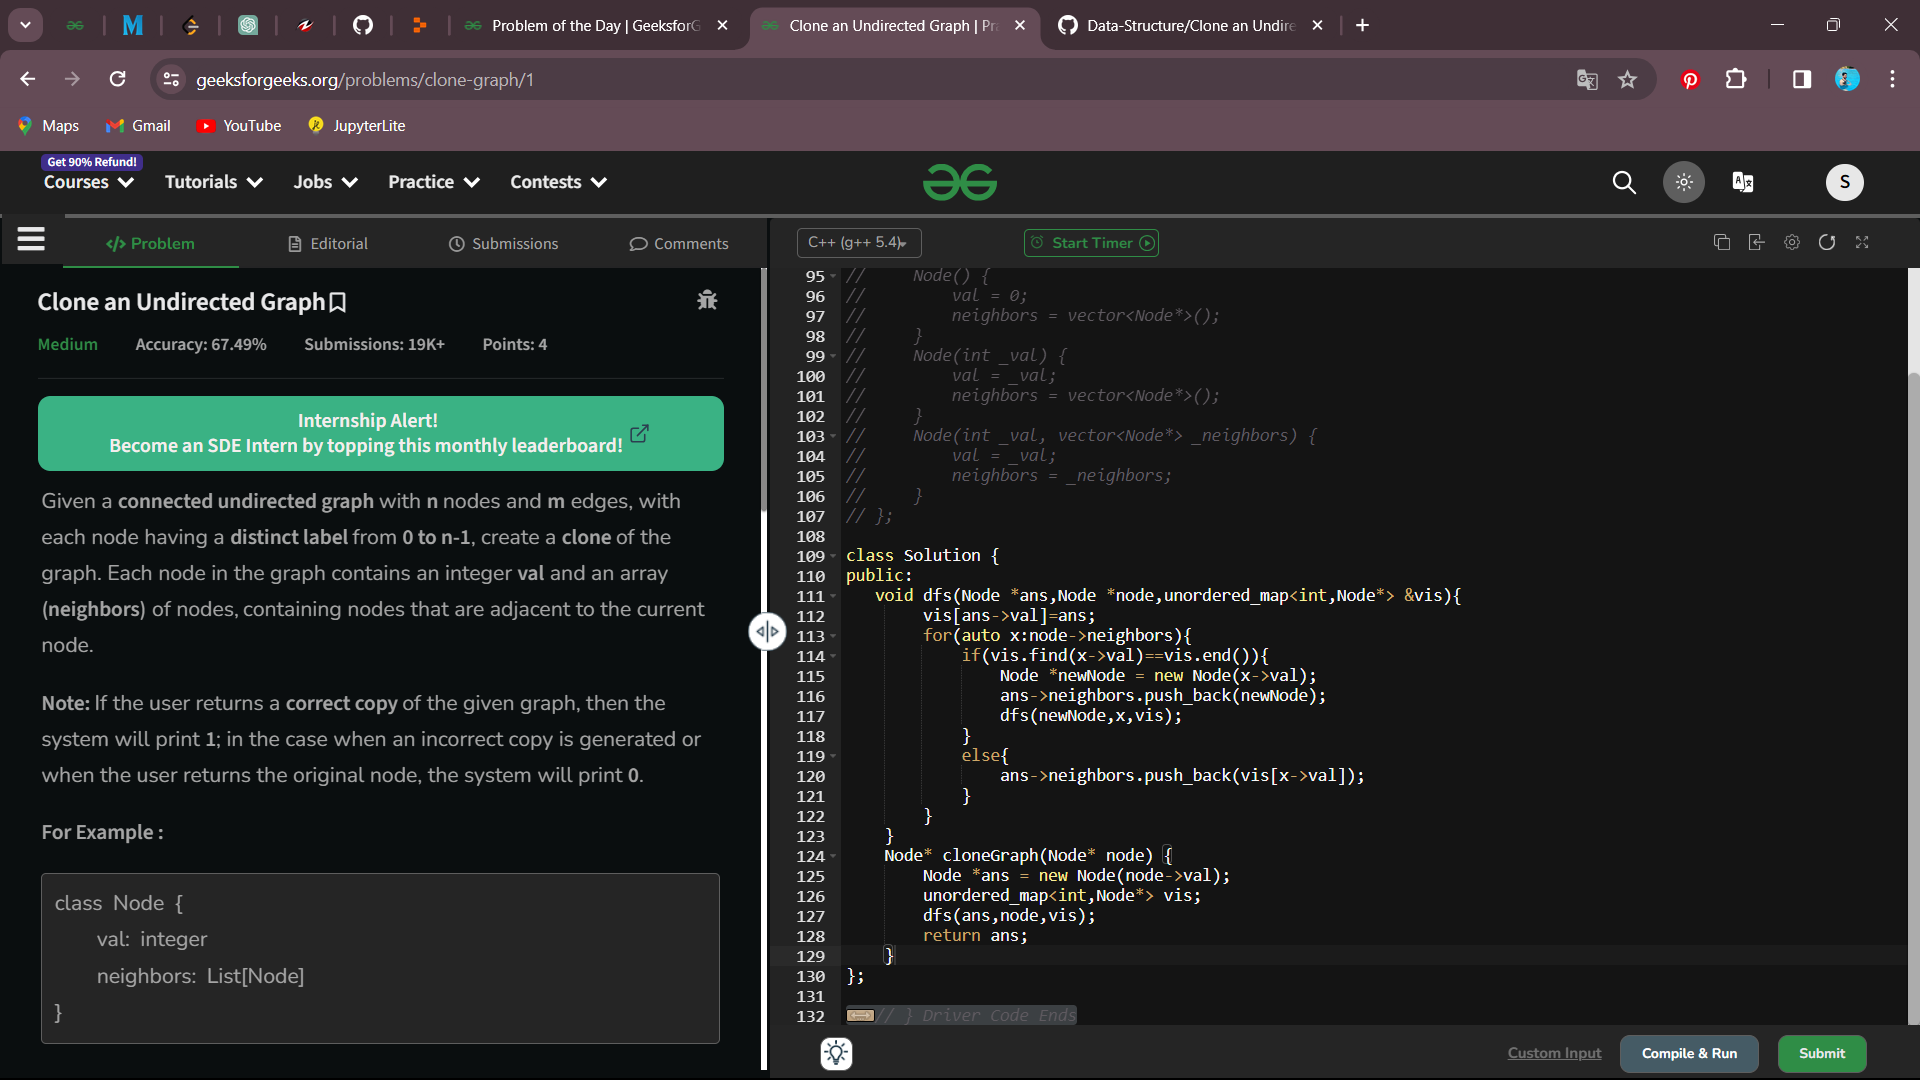 Problem of the Day | GeeksforG
Clone an Undirected Graph | Pr
Data-Structure/Clone an Undire
geeksforgeeks.org/problems/clone-graph/1
Maps
Gmail
YouTube
JupyterLite
Get 90% Refund!
Courses
Tutorials
Jobs
Practice
Contests
S
</> Problem
Editorial
Submissions
Comments
C++ (g++ 5.4)
Start Timer
Clone an Undirected Graph
Medium
Accuracy: 67.49%
Submissions: 19K+
Points: 4
Internship Alert!
Become an SDE Intern by topping this monthly leaderboard!
Given a connected undirected graph with n nodes and m edges, with
each node having a distinct label from 0 to n-1, create a clone of the
graph. Each node in the graph contains an integer val and an array
(neighbors) of nodes, containing nodes that are adjacent to the current
node.
Note: If the user returns a correct copy of the given graph, then the
system will print 1; in the case when an incorrect copy is generated or
when the user returns the original node, the system will print 0.
For Example :
class Node {
val: integer
neighbors: List[Node]
}
95 // Node() {
96 // val = 0;
97 // neighbors = vector<Node*>();
98 // }
99 // Node(int _val) {
100 // val = _val;
101 // neighbors = vector<Node*>();
102 // }
103 // Node(int _val, vector<Node*> _neighbors) {
104 // val = _val;
105 // neighbors = _neighbors;
106 // }
107 // };
108
109 class Solution {
110 public:
111 void dfs(Node *ans,Node *node,unordered_map<int,Node*> &vis){
112 vis[ans->val]=ans;
113 for(auto x:node->neighbors){
114 if(vis.find(x->val)==vis.end()){
115 Node *newNode = new Node(x->val);
116 ans->neighbors.push_back(newNode);
117 dfs(newNode,x,vis);
118 }
119 else{
120 ans->neighbors.push_back(vis[x->val]);
121 }
122 }
123 }
124 Node* cloneGraph(Node* node) {
125 Node *ans = new Node(node->val);
126 unordered_map<int,Node*> vis;
127 dfs(ans,node,vis);
128 return ans;
129 }
130 };
131
132 // } Driver Code Ends
Custom Input
Compile & Run
Submit